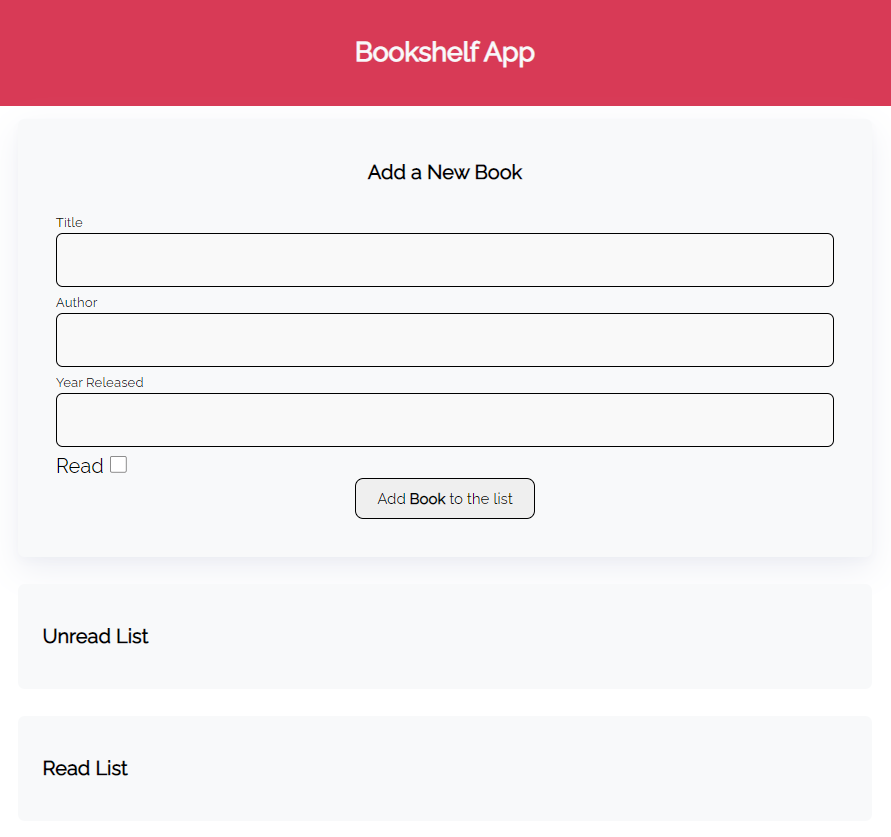 Bookshelf App
Add a New Book
Title
Author
Year Released
Read
Add Book to the list
Unread List
Read List